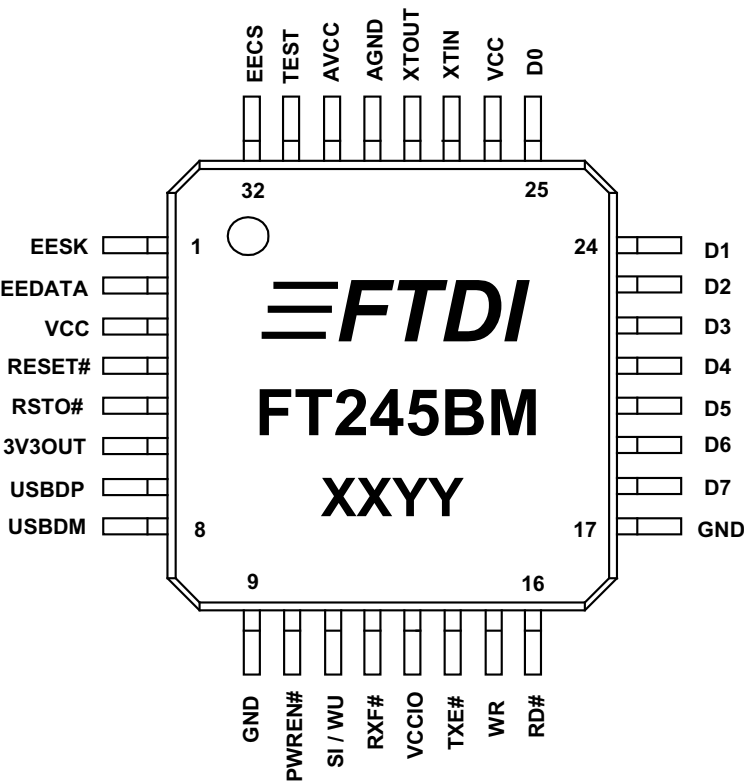 EECS
TEST
AVCC
AGND
XTOUT
XTIN
VCC
D0
32
25
EESK
1
24
D1
EEDATA
D2
VCC
D3
RESET#
D4
RSTO#
D5
3V3OUT
D6
USBDP
D7
USBDM
8
17
GND
FTDI
FT245BM
XXYY
9
16
GND
PWREN#
SI / WU
RXF#
VCCIO
TXE#
WR
RD#